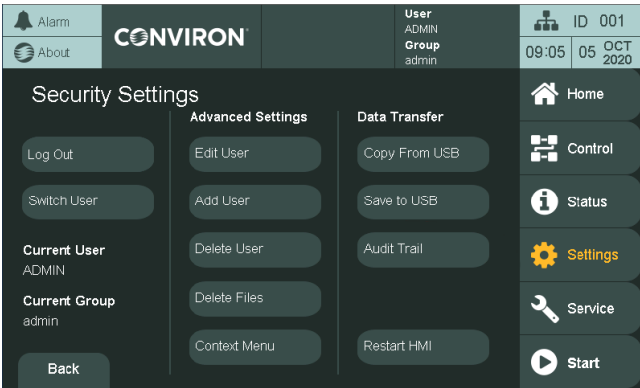 Alarm
About
CONVIRON
User
ADMIN
Group
admin
ID 001
09:05
05 OCT 2020
Security Settings
Log Out
Switch User
Current User
ADMIN
Current Group
admin
Back
Advanced Settings
Edit User
Add User
Delete User
Delete Files
Context Menu
Data Transfer
Copy From USB
Save to USB
Audit Trail
Restart HMI
Home
Control
Status
Settings
Service
Start